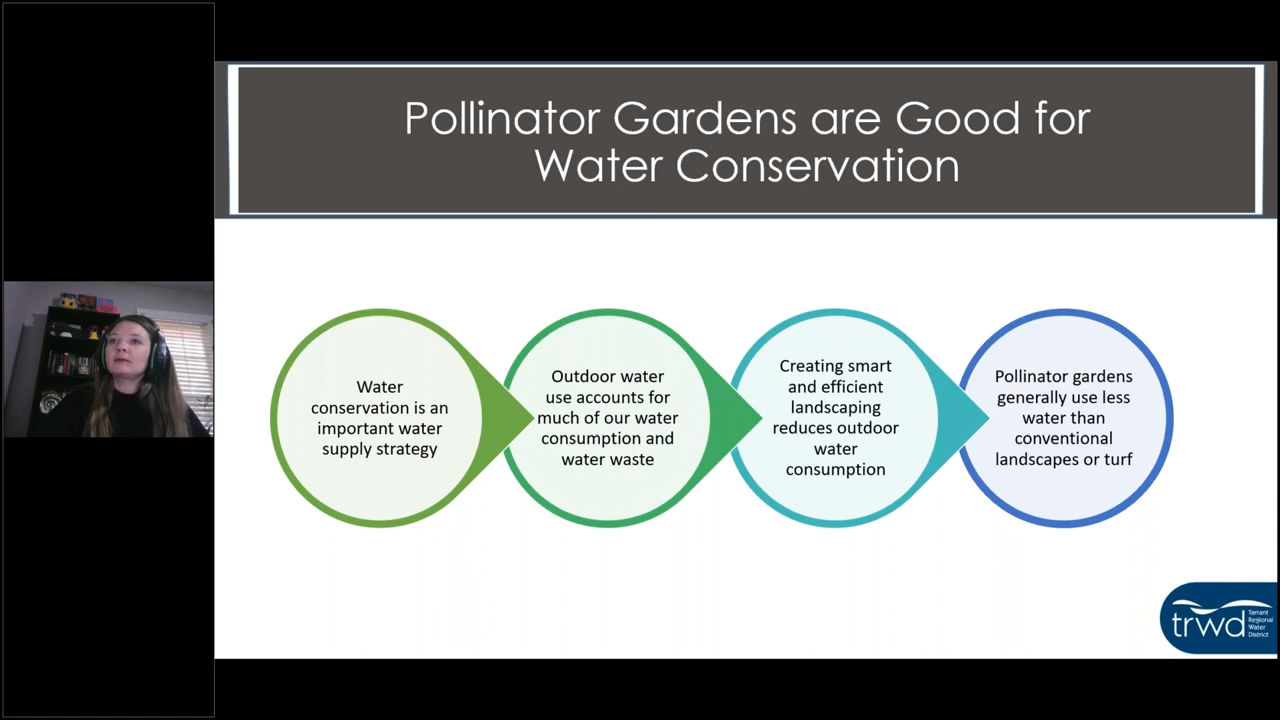 Pollinator Gardens are Good for
Water Conservation
Water
conservation is an
important water
supply strategy
Outdoor water
use accounts for
much of our water
consumption and
water waste
Creating smart
and efficient
landscaping
reduces outdoor
water
consumption
Pollinator gardens
generally use less
water than
conventional
landscapes or turf
trwd
Tarrant
Regional
Water
District